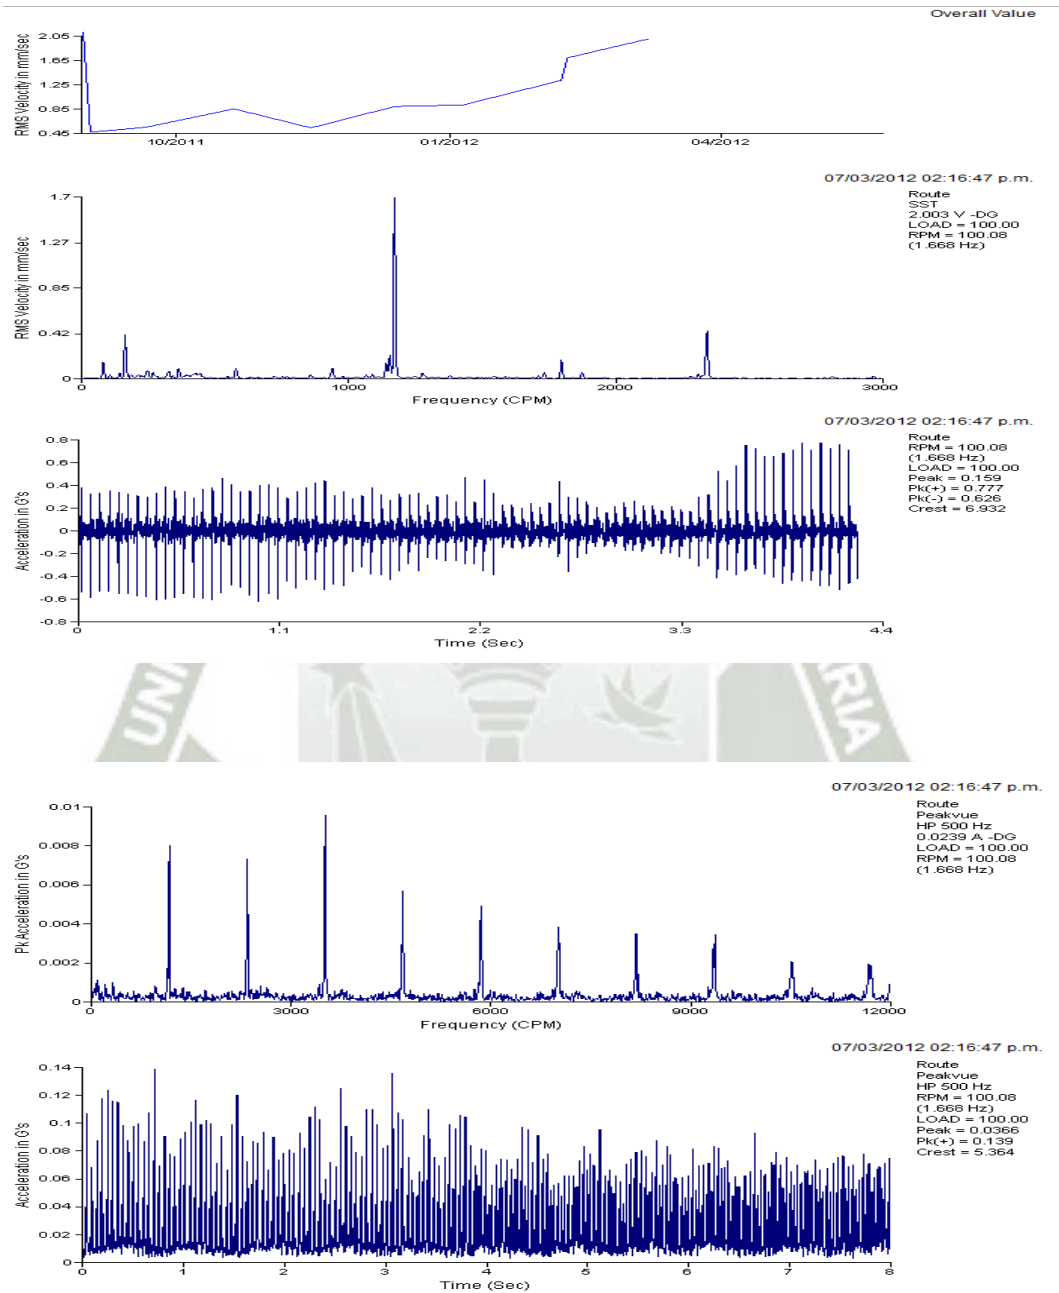 Overall Value
RMS Velocity in mm/sec
2.05
1.65
1.25
0.85
0.45
10/2011
01/2012
04/2012
07/03/2012 02:16:47 p.m.
Route
SST
2.003 V -DG
LOAD = 100.00
RPM = 100.08
(1.668 Hz)
RMS Velocity in mm/sec
1.7
1.27
0.85
0.42
0
0
1000
2000
3000
Frequency (CPM)
07/03/2012 02:16:47 p.m.
Route
RPM = 100.08
(1.668 Hz)
LOAD = 100.00
Peak = 0.159
Pk(+) = 0.777
Pk(-) = 0.626
Crest = 6.932
Acceleration in G's
0.8
0.6
0.4
0.2
0
-0.2
-0.4
-0.6
-0.8
0
1.1
2.2
3.3
4.4
Time (Sec)
UNI
RIA
07/03/2012 02:16:47 p.m.
Route
Peakvue
HP 500 Hz
0.0239 A -DG
LOAD = 100.00
RPM = 100.08
(1.668 Hz)
Pk Acceleration in G's
0.01
0.008
0.006
0.004
0.002
0
0
3000
6000
9000
12000
Frequency (CPM)
07/03/2012 02:16:47 p.m.
Route
Peakvue
HP 500 Hz
RPM = 100.08
(1.668 Hz)
LOAD = 100.00
Peak = 0.0366
Pk(+) = 0.139
Crest = 5.364
Acceleration in G's
0.14
0.12
0.1
0.08
0.06
0.04
0.02
0
0
1
2
3
4
5
6
7
8
Time (Sec)